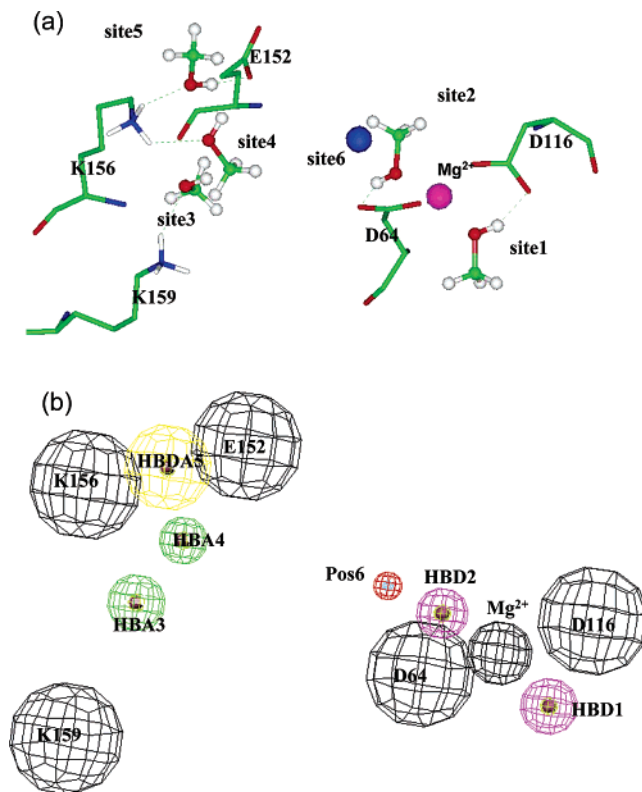 (a)
site5
E152
site2
D116
K156
site4
site6
Mg2+
D64
site3
site1
K159
(b)
E152
HBDA5
K156
HBA4
Pos6
HBD2
Mg2+
HBA3
D116
D64
HBD1
K159